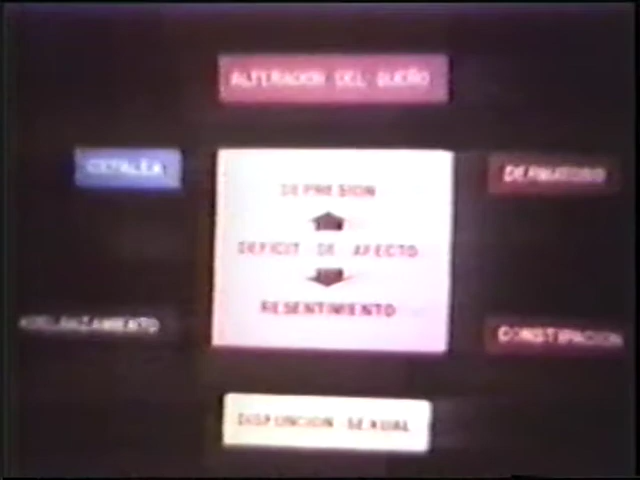 ALTERACION DEL SUEÑO
CEFALEA
DEPRESION
DEFICIT DE AFECTO
RESENTIMIENTO
CONSTIPACION
DISFUNCION SEXUAL